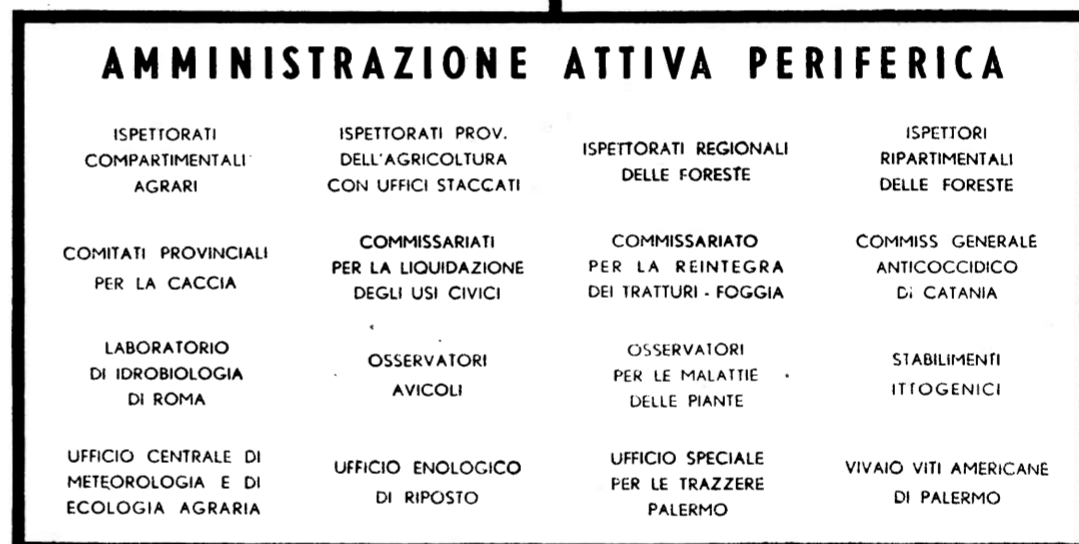 AMMINISTRAZIONE ATTIVA PERIFERICA
ISPETTORATI
COMPARTIMENTALI
AGRARI
ISPETTORATI PROV.
DELL'AGRICOLTURA
CON UFFICI STACCATI
ISPETTORATI REGIONALI
DELLE FORESTE
ISPETTORI
RIPARTIMENTALI
DELLE FORESTE
COMITATI PROVINCIALI
PER LA CACCIA
COMMISSARIATI
PER LA LIQUIDAZIONE
DEGLI USI CIVICI
COMMISSARIATO
PER LA REINTEGRA
DEI TRATTURI - FOGGIA
COMMISS GENERALE
ANTICOCCIDICO
DI CATANIA
LABORATORIO
DI IDROBIOLOGIA
DI ROMA
OSSERVATORI
AVICOLI
OSSERVATORI
PER LE MALATTIE
DELLE PIANTE
STABILIMENTI
ITTOGENICI
UFFICIO CENTRALE DI
METEOROLOGIA E DI
ECOLOGIA AGRARIA
UFFICIO ENOLOGICO
DI RIPOSTO
UFFICIO SPECIALE
PER LE TRAZZERE
PALERMO
VIVAIO VITI AMERICANE
DI PALERMO